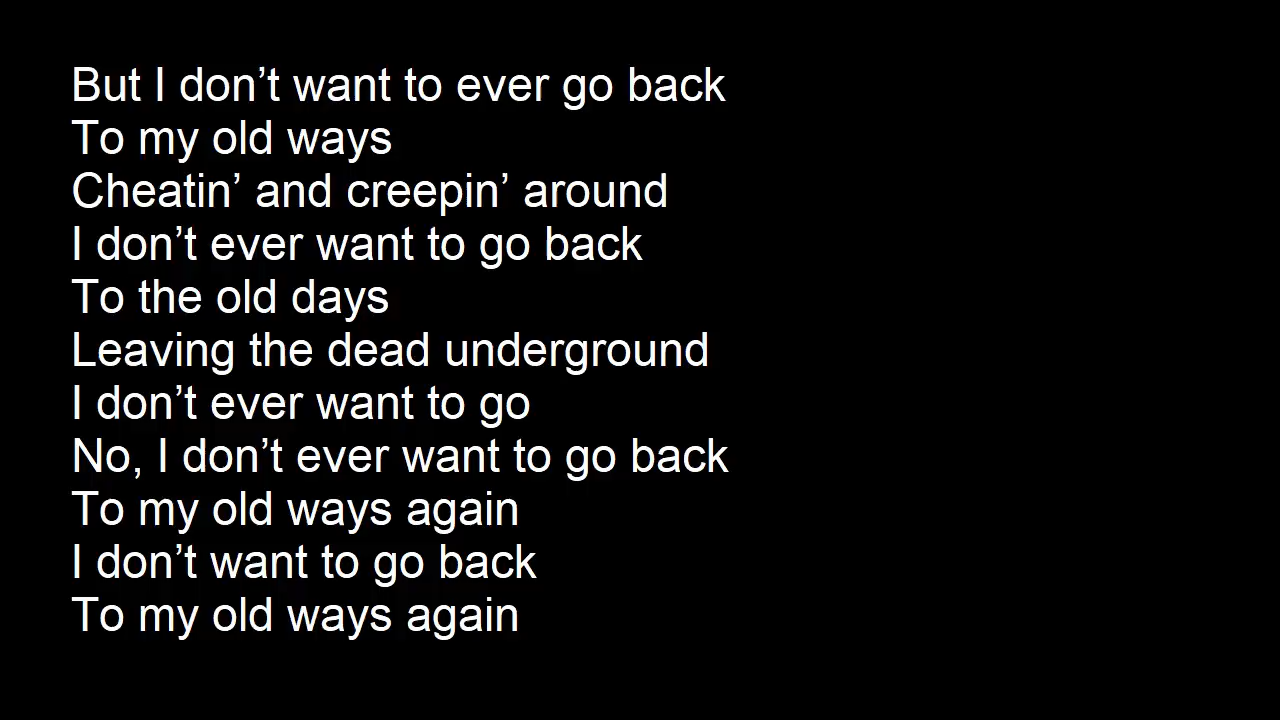 But I don’t want to ever go back
To my old ways
Cheatin’ and creepin’ around
I don’t ever want to go back
To the old days
Leaving the dead underground
I don’t ever want to go
No, I don’t ever want to go back
To my old ways again
I don’t want to go back
To my old ways again